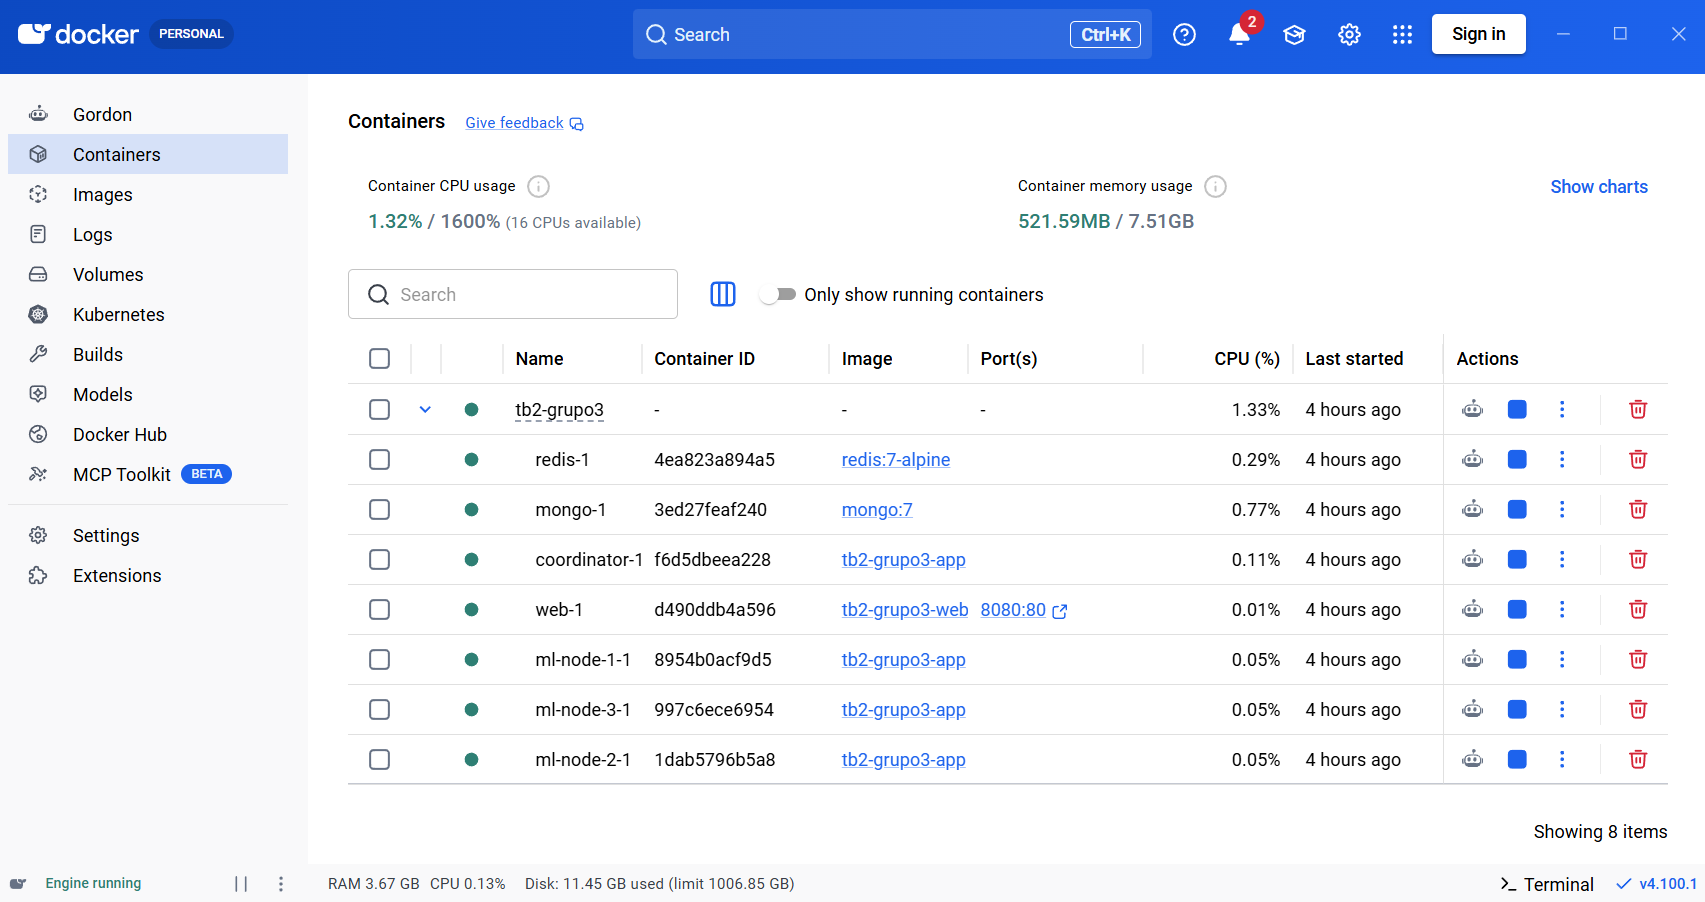 docker PERSONAL Search Ctrl+K 2 Sign in
Gordon
Containers
Images
Logs
Volumes
Kubernetes
Builds
Models
Docker Hub
MCP Toolkit BETA
Settings
Extensions
Containers Give feedback
Container CPU usage
1.32% / 1600% (16 CPUs available)
Container memory usage
521.59MB / 7.51GB
Show charts
Search
Only show running containers
Name Container ID Image Port(s) CPU (%) Last started Actions
tb2-grupo3 - - - 1.33% 4 hours ago
redis-1 4ea823a894a5 redis:7-alpine 0.29% 4 hours ago
mongo-1 3ed27feaf240 mongo:7 0.77% 4 hours ago
coordinator-1 f6d5dbeea228 tb2-grupo3-app 0.11% 4 hours ago
web-1 d490ddb4a596 tb2-grupo3-web 8080:80 0.01% 4 hours ago
ml-node-1-1 8954b0acf9d5 tb2-grupo3-app 0.05% 4 hours ago
ml-node-3-1 997c6ece6954 tb2-grupo3-app 0.05% 4 hours ago
ml-node-2-1 1dab5796b5a8 tb2-grupo3-app 0.05% 4 hours ago
Showing 8 items
Engine running RAM 3.67 GB CPU 0.13% Disk: 11.45 GB used (limit 1006.85 GB) Terminal v4.100.1